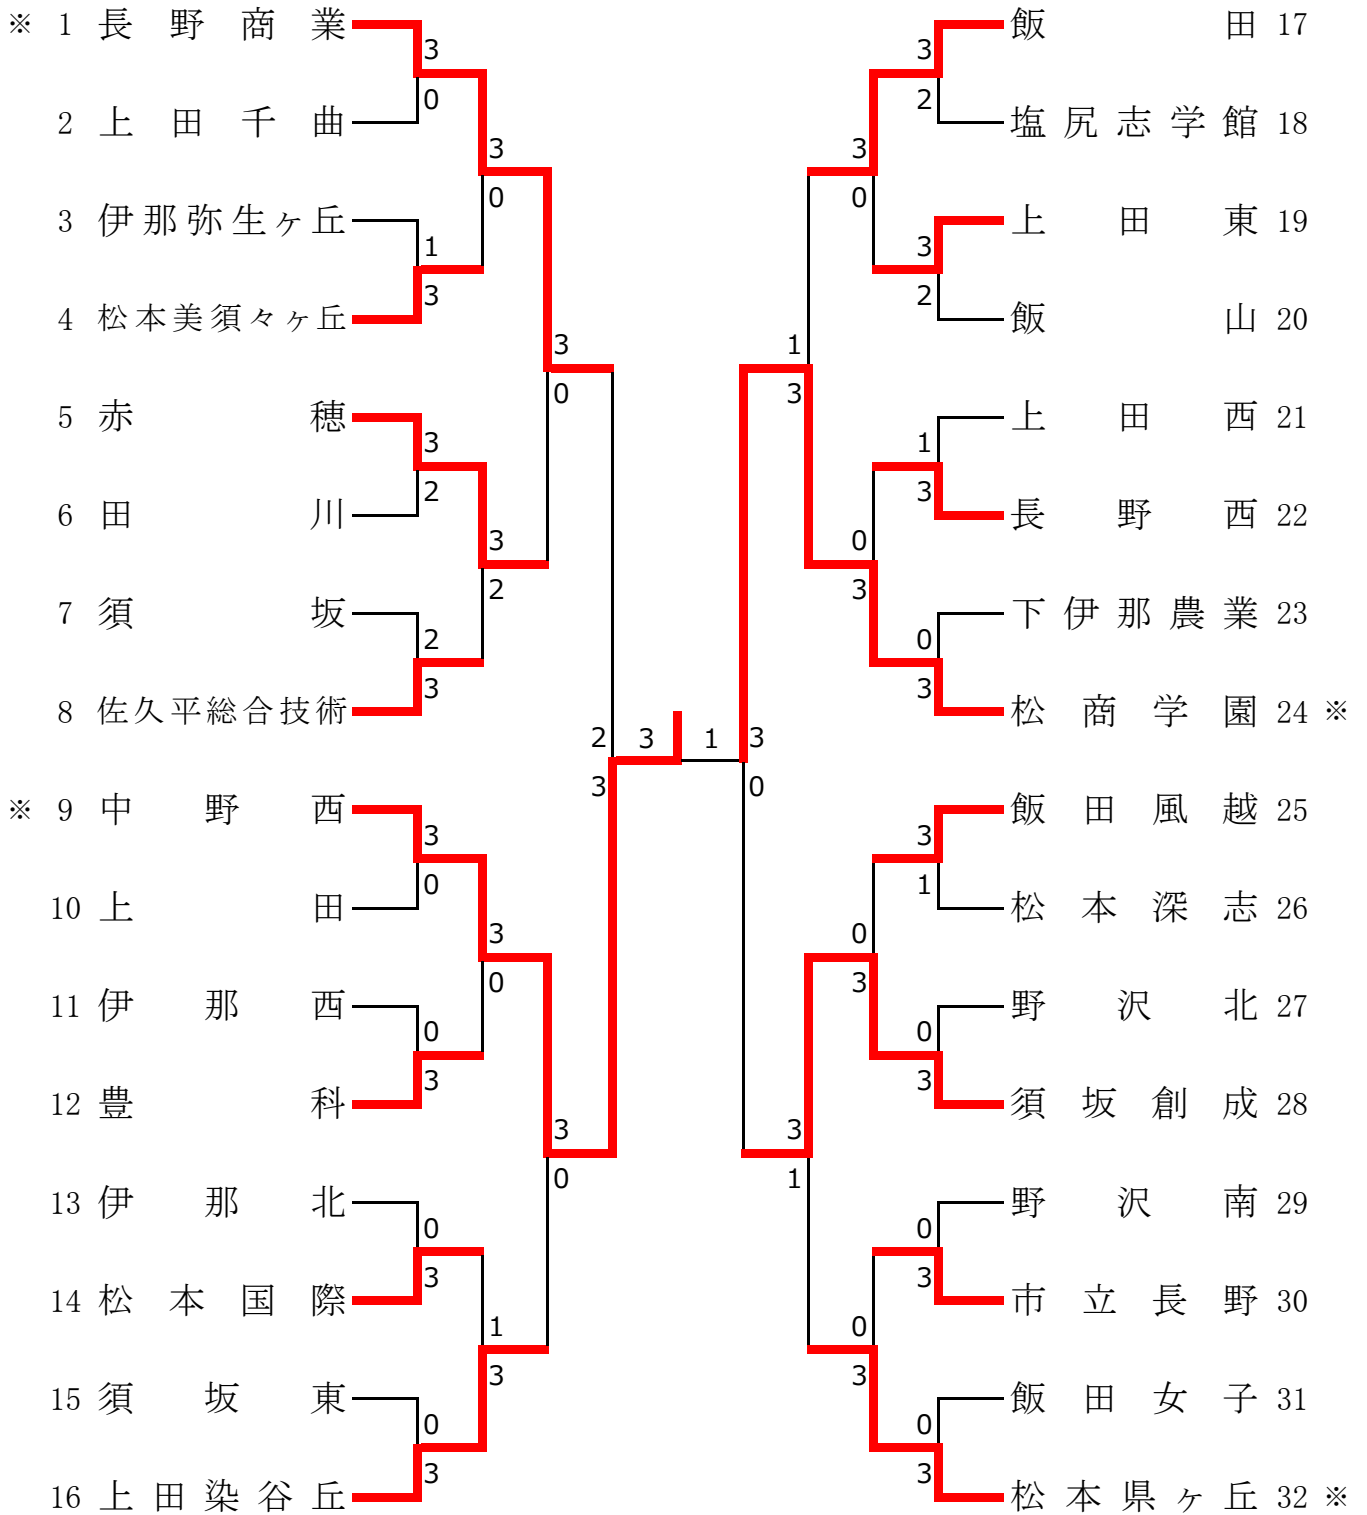 ※ 1 長野商業
3
0
2 上田千曲
3
0
3 伊那弥生ヶ丘
1
3
4 松本美須々ヶ丘
3
0
5 赤穂
3
2
6 田川
3
2
7 須坂
2
3
8 佐久平総合技術
2
3
※ 9 中野西
3
0
10 上田
3
0
11 伊那西
0
3
12 豊科
3
0
13 伊那北
0
3
14 松本国際
1
3
15 須坂東
0
3
16 上田染谷丘
3 1
飯田 17
3
2
塩尻志学館 18
3
0
上田東 19
3
2
飯山 20
1
3
上田西 21
1
3
長野西 22
0
3
下伊那農業 23
0
3
松商学園 24 ※
3
0
飯田風越 25
3
1
松本深志 26
0
3
野沢北 27
0
3
須坂創成 28
3
1
野沢南 29
0
3
市立長野 30
0
3
飯田女子 31
0
3
松本県ヶ丘 32 ※